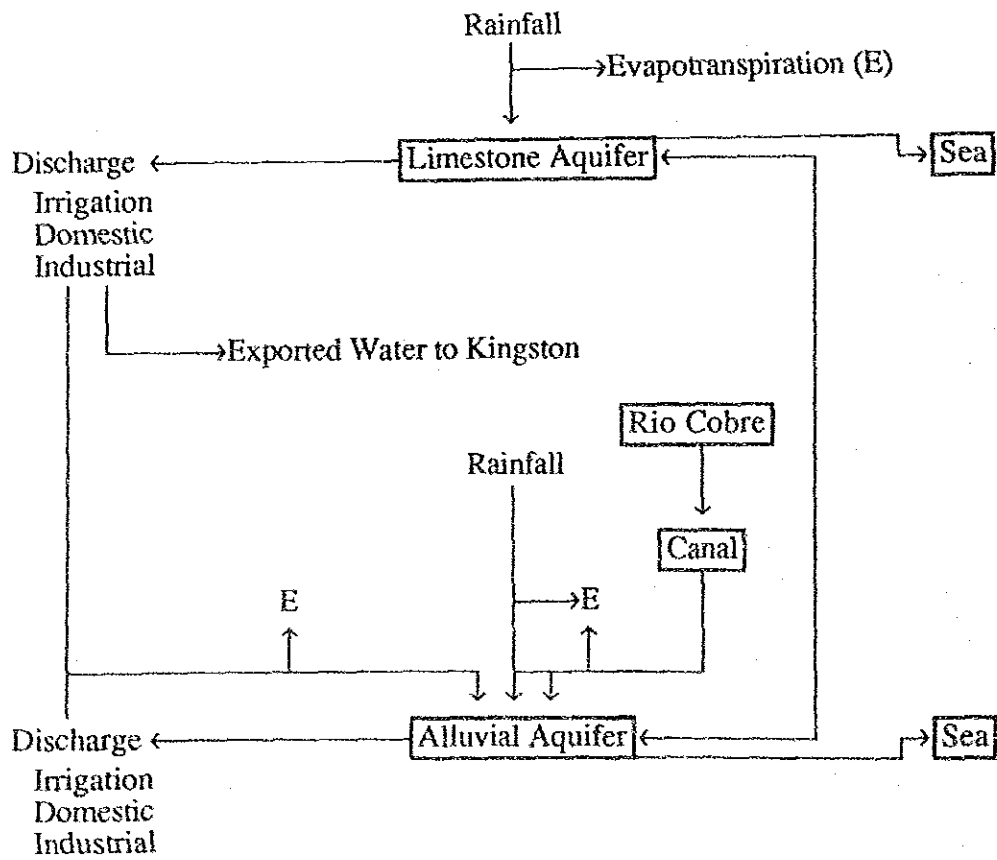 Rainfall
Evapotranspiration (E)
Discharge
Limestone Aquifer
Sea
Irrigation
Domestic
Industrial
Exported Water to Kingston
Rio Cobre
Rainfall
Canal
E
E
Discharge
Alluvial Aquifer
Sea
Irrigation
Domestic
Industrial